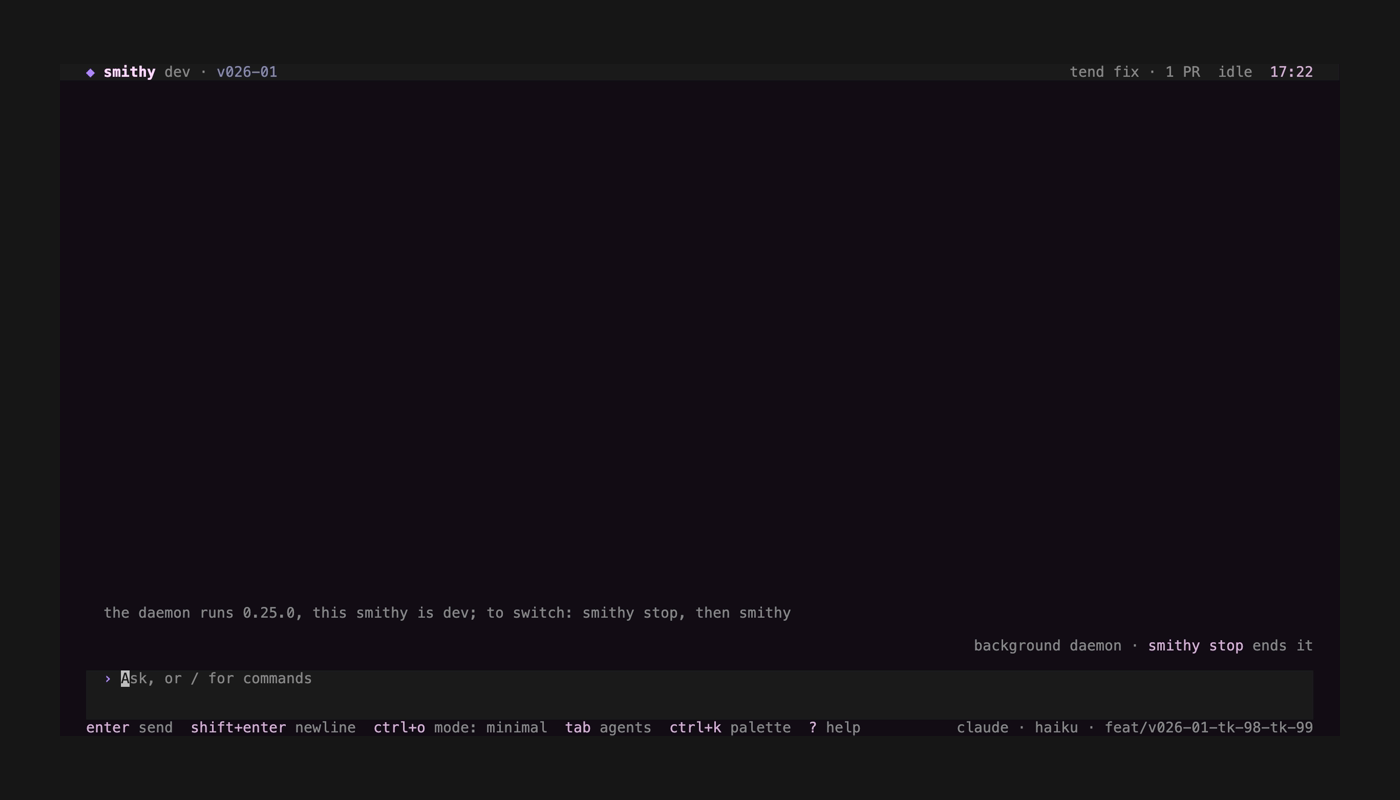 ◆ smithy dev · v026-01 tend fix · 1 PR idle 17:22
the daemon runs 0.25.0, this smithy is dev; to switch: smithy stop, then smithy
background daemon · smithy stop ends it
› Ask, or / for commands
enter send shift+enter newline ctrl+o mode: minimal tab agents ctrl+k palette ? help claude · haiku · feat/v026-01-tk-98-tk-99